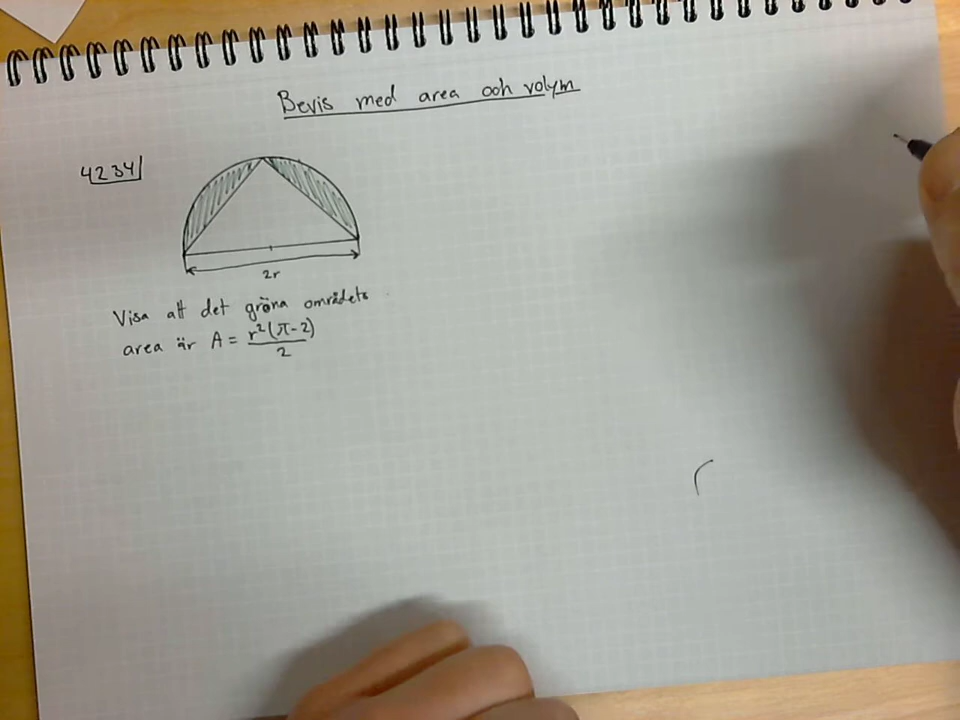 Bevis med area och volym
4234
2r
Visa att det gröna områdets
area är A = r²(π-2)/2